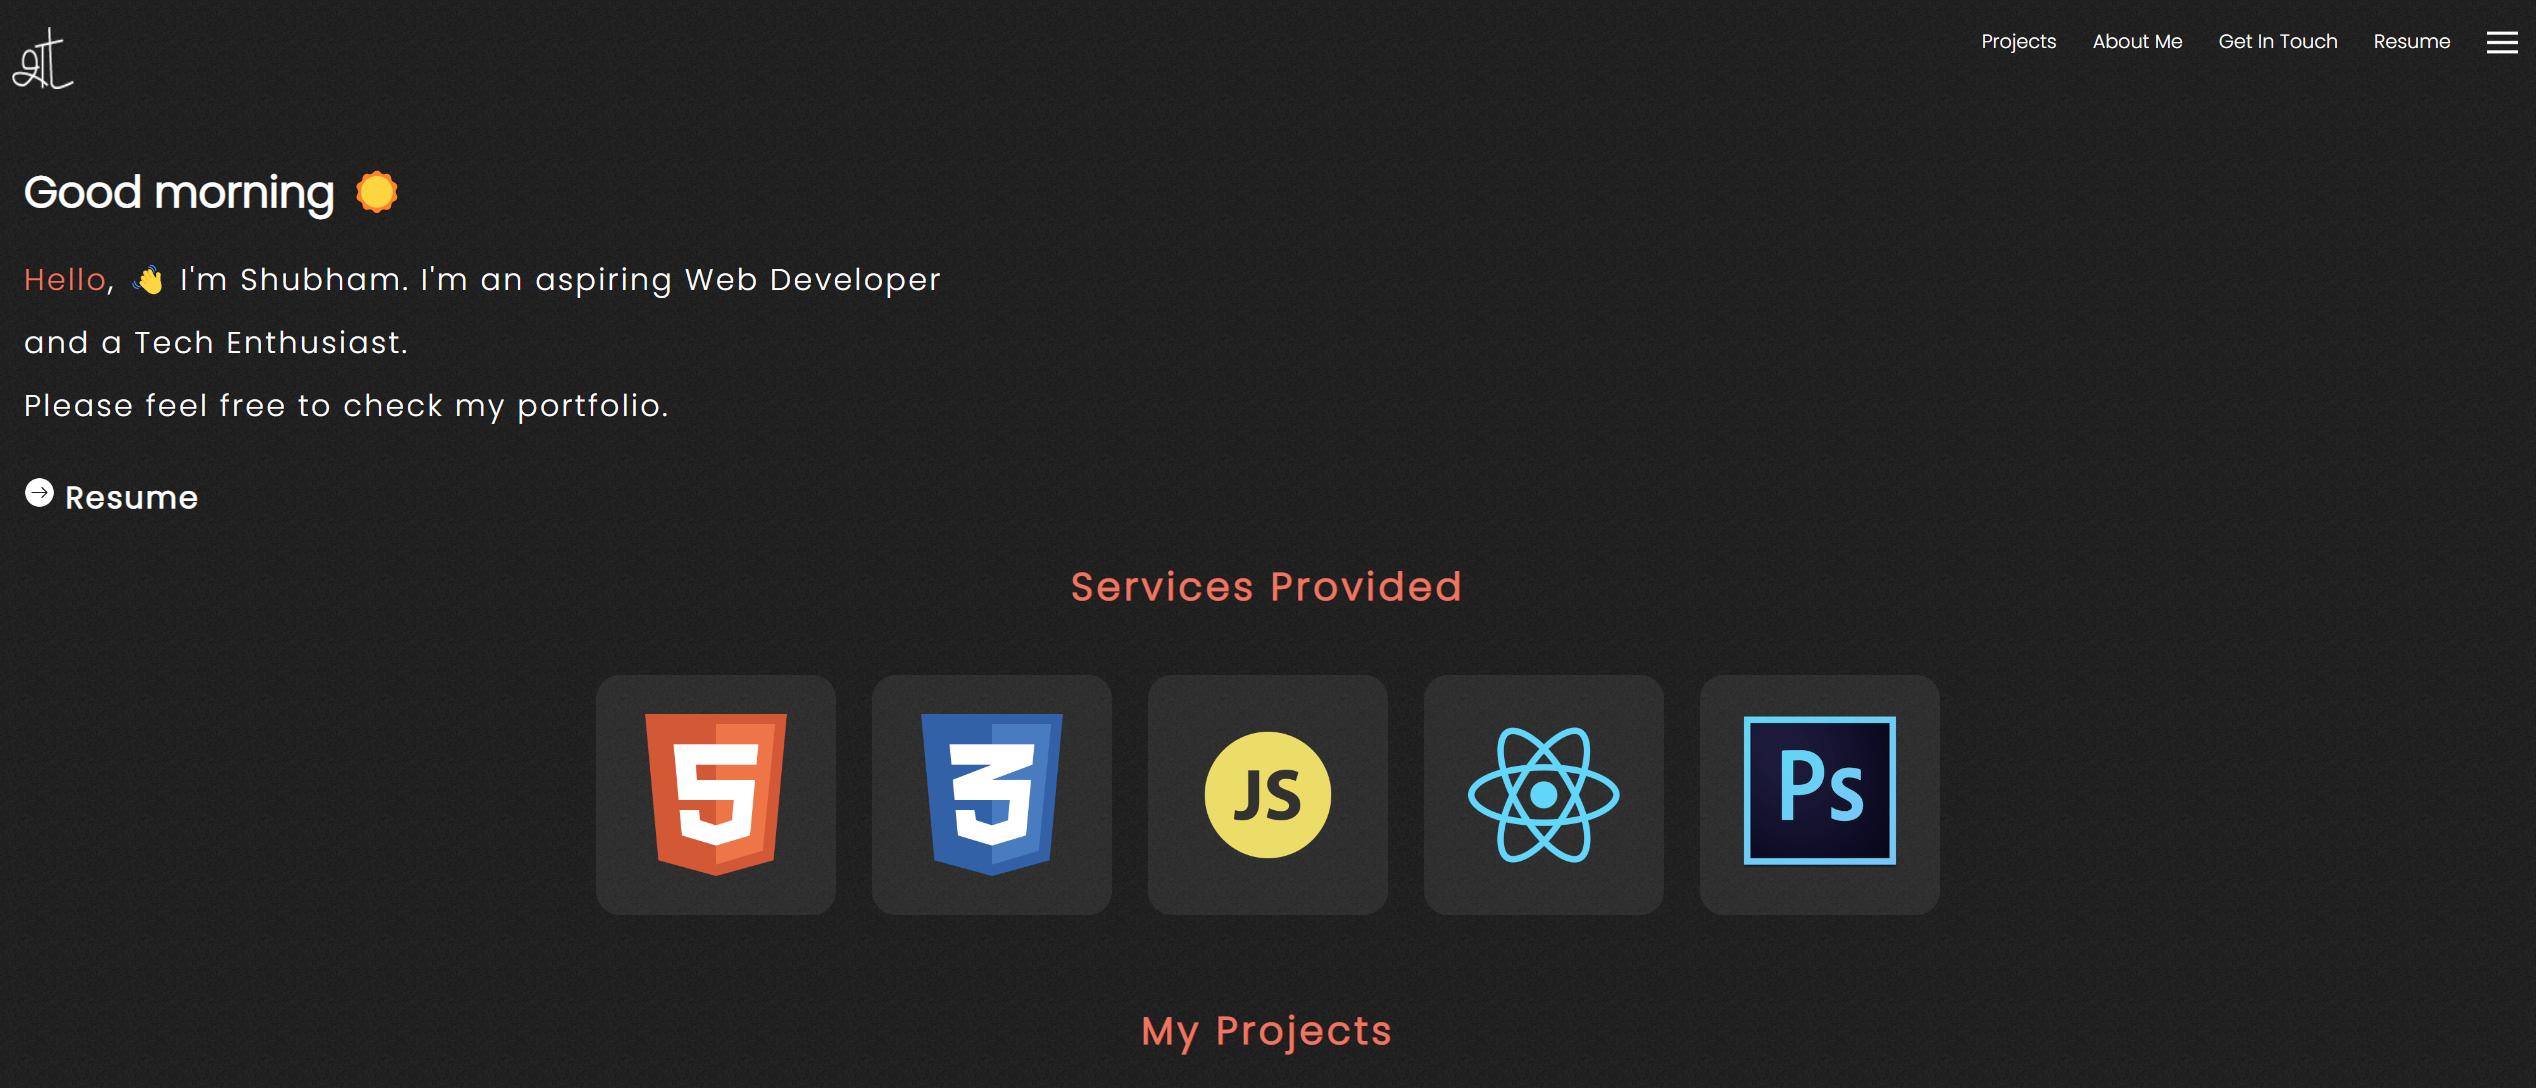 Projects About Me Get In Touch Resume
Good morning
Hello, 👋 I'm Shubham. I'm an aspiring Web Developer
and a Tech Enthusiast.
Please feel free to check my portfolio.
Resume
Services Provided
5 3 JS Ps
My Projects